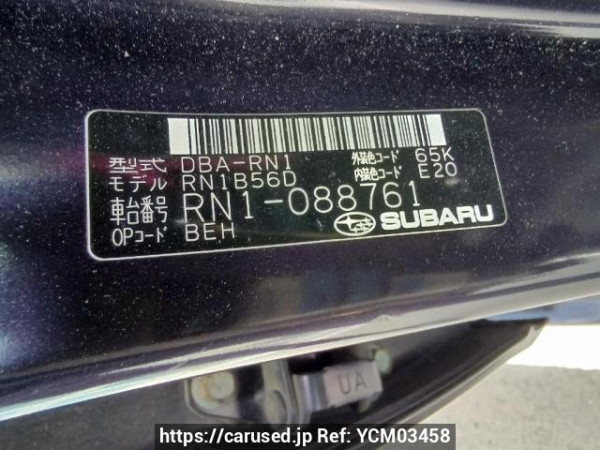 型式 DBA-RN1 外装色コード 65K
モデル RN1B56D 内装色コード E20
車台番号 RN1-088761
OPコード BEH SUBARU
UA
https://carused.jp Ref: YCM03458